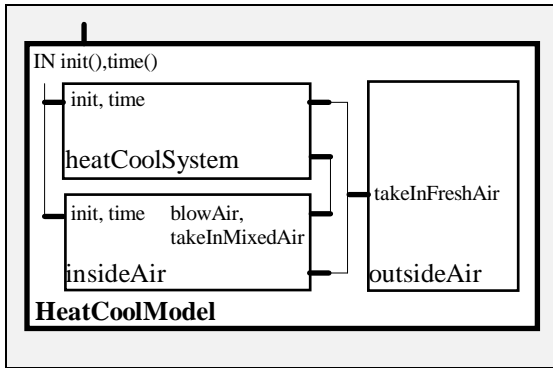 IN init(),time()
init, time
heatCoolSystem
init, time blowAir,
takeInMixedAir
insideAir
takeInFreshAir
outsideAir
HeatCoolModel